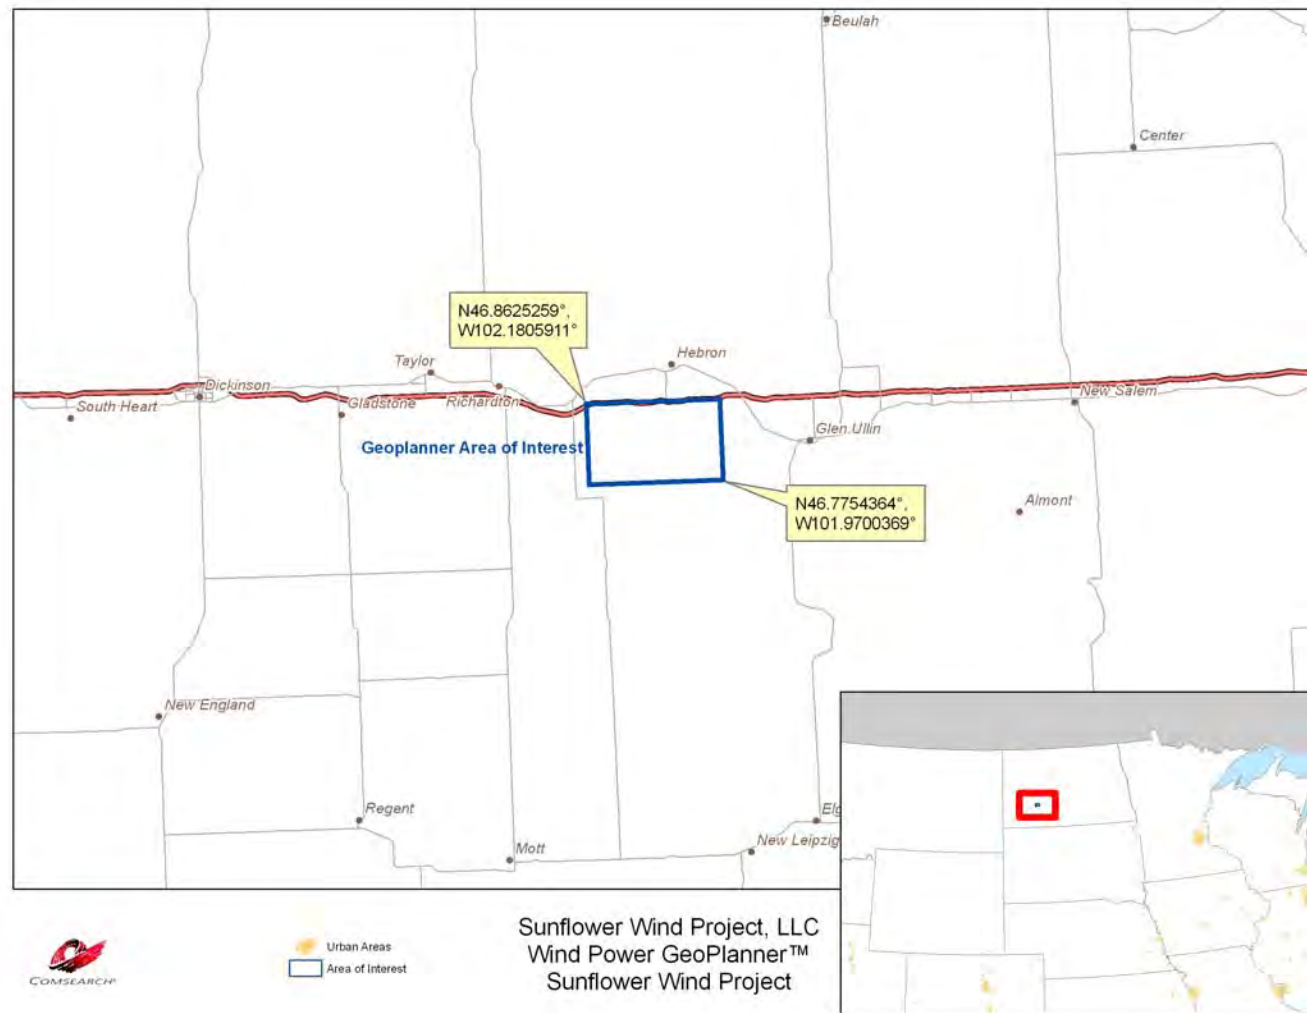 Beulah
Center
N46.8625259°,
W102.1805911°
Hebron
Taylor
Dickinson
South Heart
Gladstone
Richardton
New Salem
Glen Ullin
Geoplanner Area of Interest
N46.7754364°,
W101.9700369°
Almont
New England
Regent
Mott
New Leipzig
Sunflower Wind Project, LLC
Wind Power GeoPlanner™
Sunflower Wind Project
Urban Areas
Area of Interest
COMSEARCH